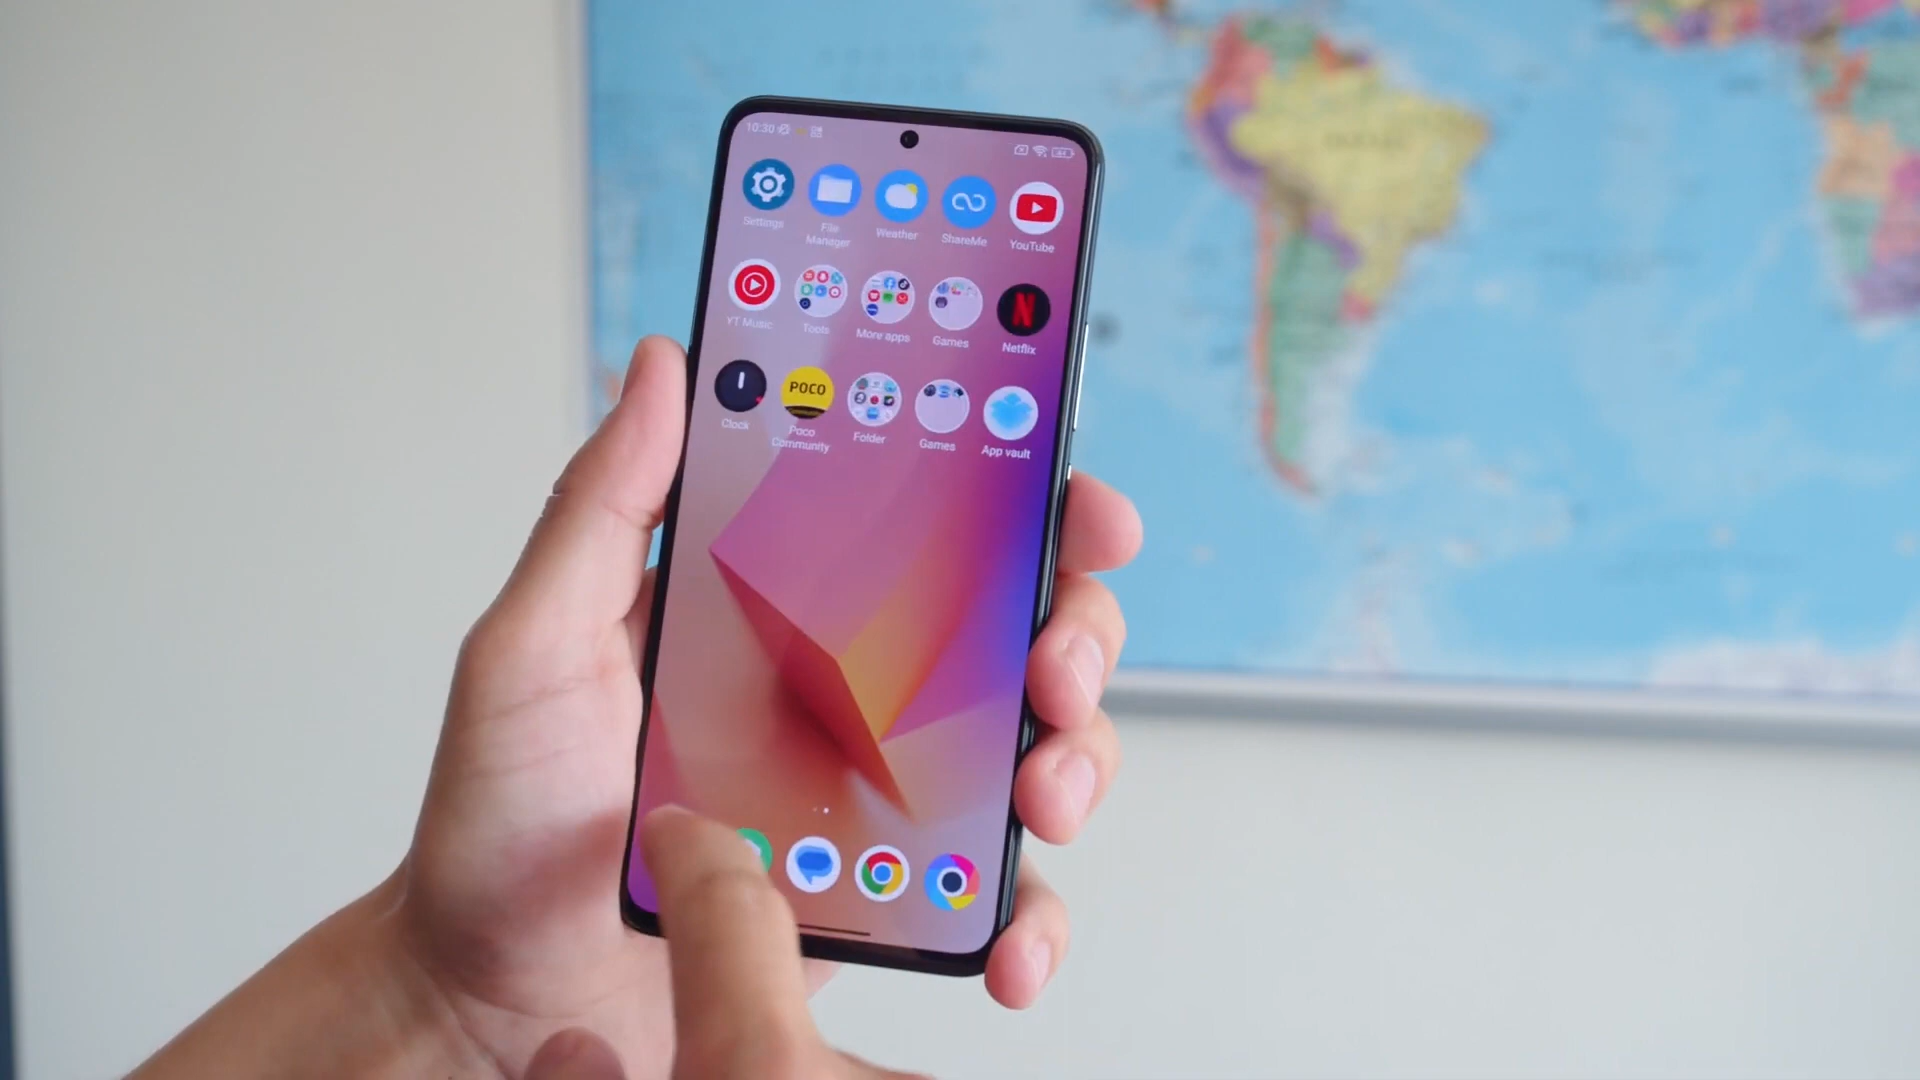 10:30
Settings
File
Manager
Weather
ShareMe
YouTube
YT Music
Tools
More apps
Games
N
Netflix
Clock
POCO
Poco
Community
Folder
Games
App vault